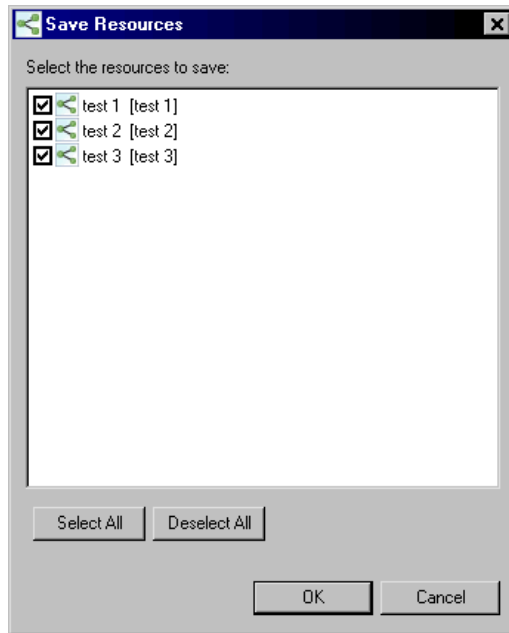 Save Resources
Select the resources to save:
test 1 [test 1]
test 2 [test 2]
test 3 [test 3]
Select All Deselect All
OK Cancel